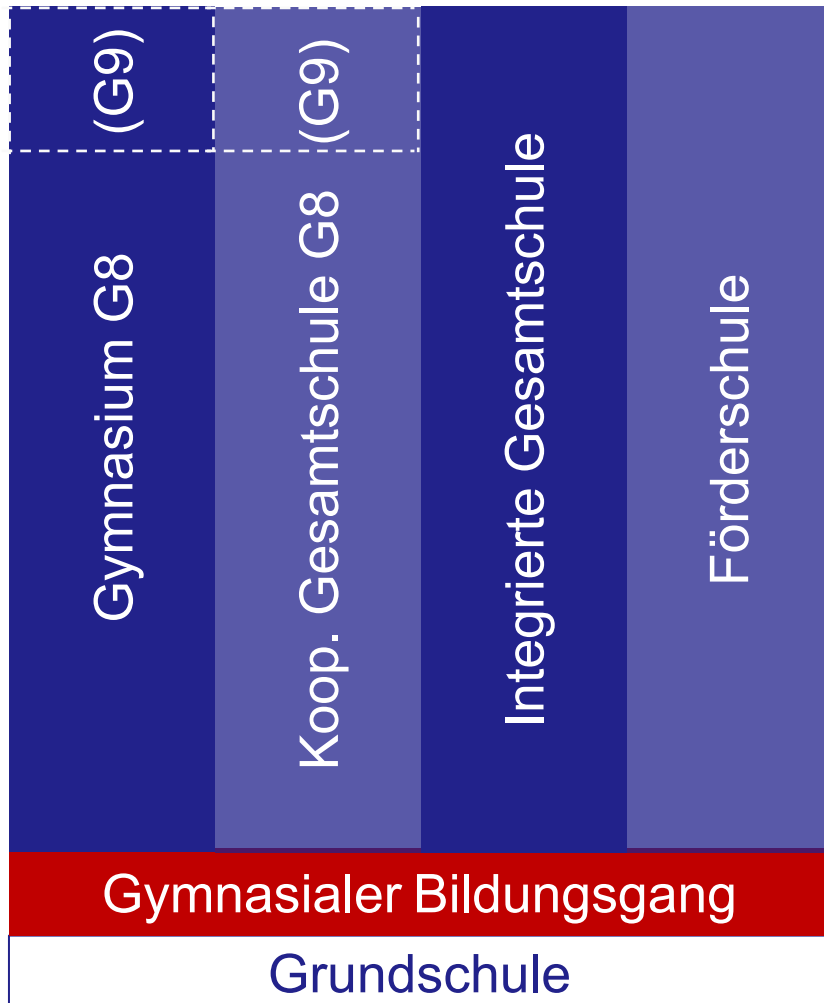 (G9)
Gymnasium G8
(G9)
Koop. Gesamtschule G8
Integrierte Gesamtschule
Förderschule
Gymnasialer Bildungsgang
Grundschule